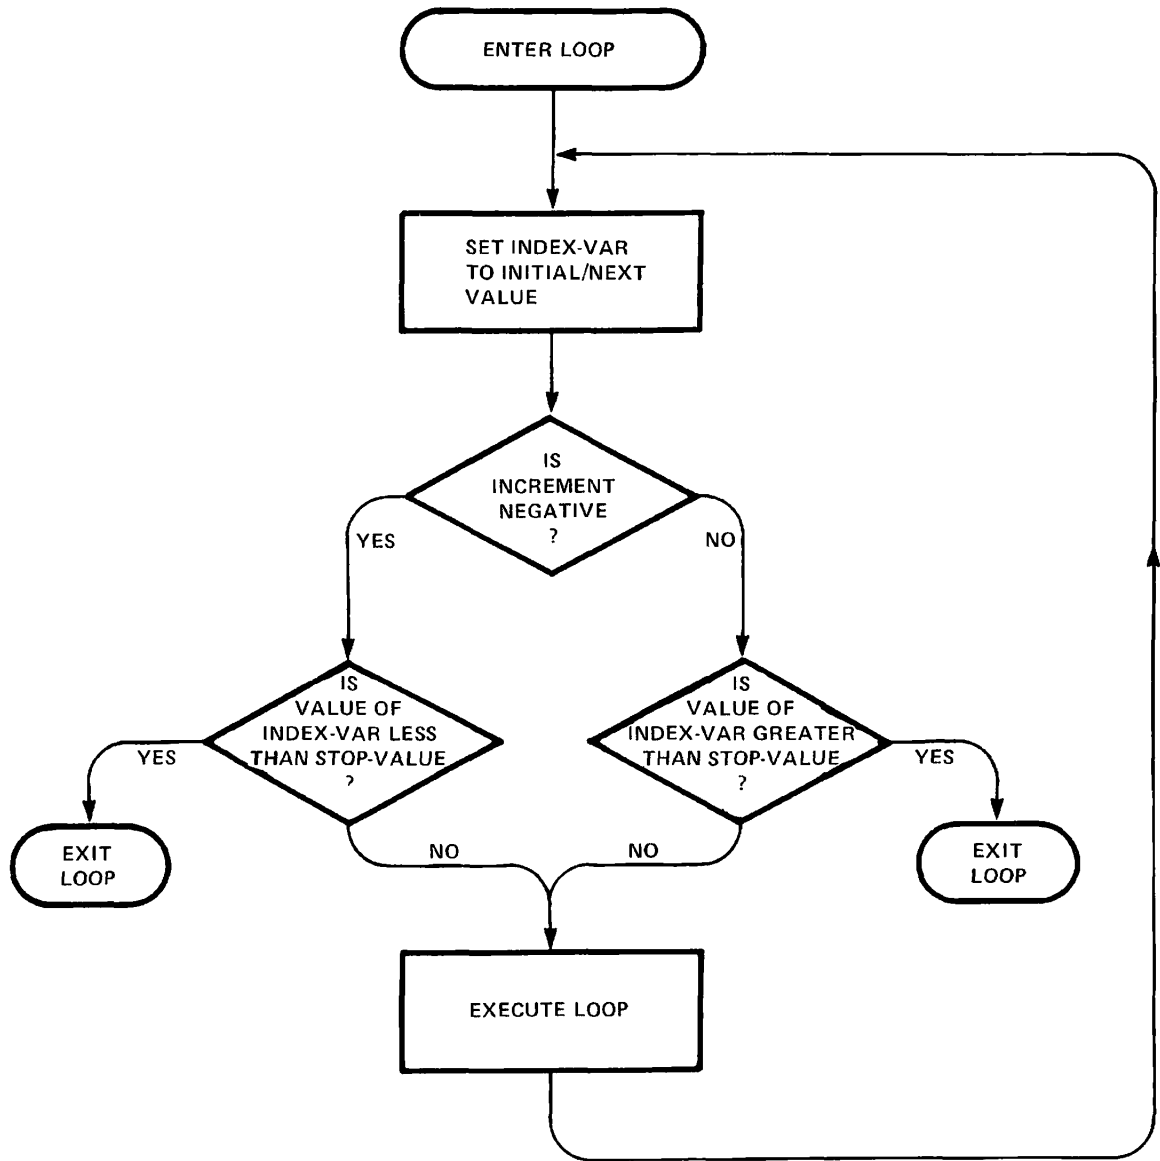 ENTER LOOP
SET INDEX-VAR
TO INITIAL/NEXT
VALUE
IS
INCREMENT
NEGATIVE
?
YES
NO
IS
VALUE OF
INDEX-VAR LESS
THAN STOP-VALUE
?
YES
NO
IS
VALUE OF
INDEX-VAR GREATER
THAN STOP-VALUE
?
YES
NO
EXIT
LOOP
EXIT
LOOP
EXECUTE LOOP